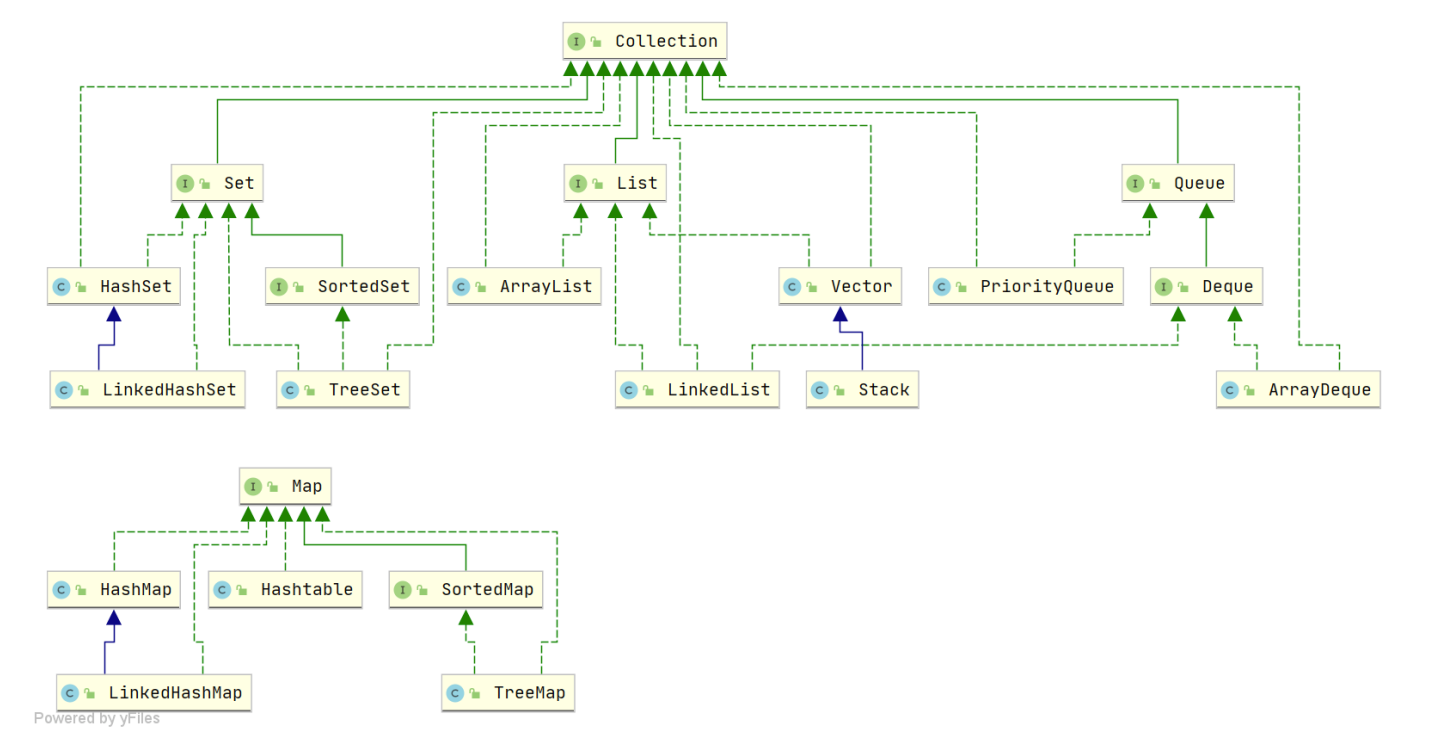 I Collection
I Set
I List
I Queue
C HashSet
I SortedSet
C ArrayList
C Vector
C PriorityQueue
I Deque
C LinkedHashSet
C TreeSet
C LinkedList
C Stack
C ArrayDeque
I Map
C HashMap
C Hashtable
I SortedMap
C LinkedHashMap
C TreeMap
Powered by yFiles